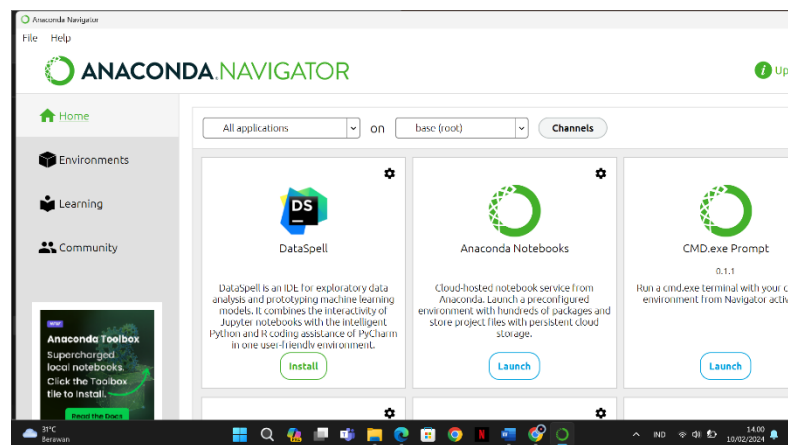 Anaconda Navigator
File Help
ANACONDA.NAVIGATOR
Up
Home
Environments
Learning
Community
All applications on base (root) Channels
DS
DataSpell
DataSpell is an IDE for exploratory data
analysis and prototyping machine learning
models. It combines the interactivity of
Jupyter notebooks with the intelligent
Python and R coding assistance of PyCharm
in one user-friendly environment.
Install
Anaconda Notebooks
Cloud-hosted notebook service from
Anaconda. Launch a preconfigured
environment with hundreds of packages and
store project files with persistent cloud
storage.
Launch
CMD.exe Prompt
0.1.1
Run a cmd.exe terminal with your c
environment from Navigator activ
Launch
NEW
Anaconda Toolbox
Supercharged
local notebooks.
Click the Toolbox
tile to install.
Read the Docs
31°C
Berawan
IND
14.00
10/02/2024